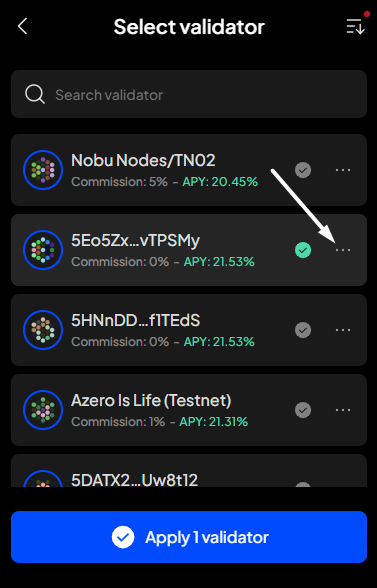 Select validator
Search validator
Nobu Nodes/TN02
Commission: 5% - APY: 20.45%
5Eo5Zx...vTPSMy
Commission: 0% - APY: 21.53%
5HNnDD...f1TEdS
Commission: 0% - APY: 21.53%
Azero Is Life (Testnet)
Commission: 1% - APY: 21.31%
5DATX2...Uw8t12
Apply 1 validator